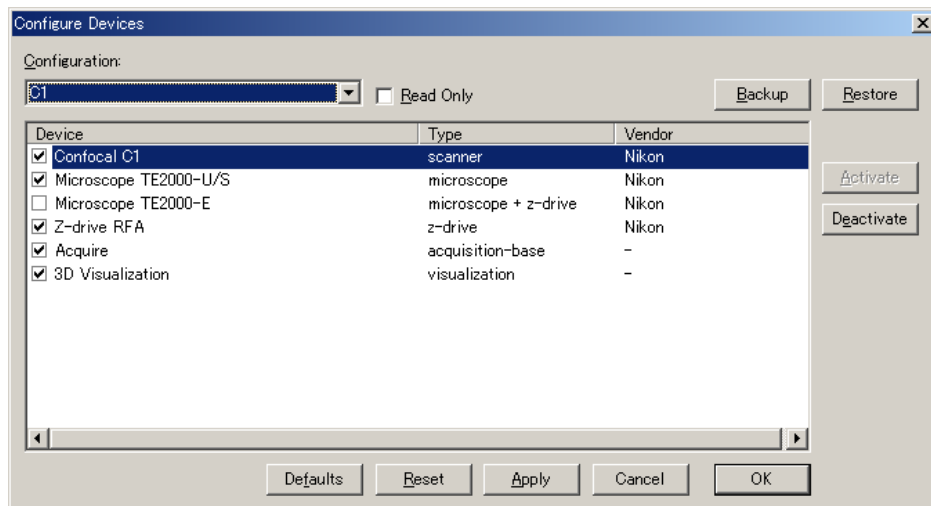 Configure Devices
Configuration:
C1 Read Only Backup Restore
Device Type Vendor
Confocal C1 scanner Nikon
Microscope TE2000-U/S microscope Nikon
Microscope TE2000-E microscope + z-drive Nikon
Z-drive RFA z-drive Nikon
Acquire acquisition-base -
3D Visualization visualization -
Activate
Deactivate
Defaults Reset Apply Cancel OK